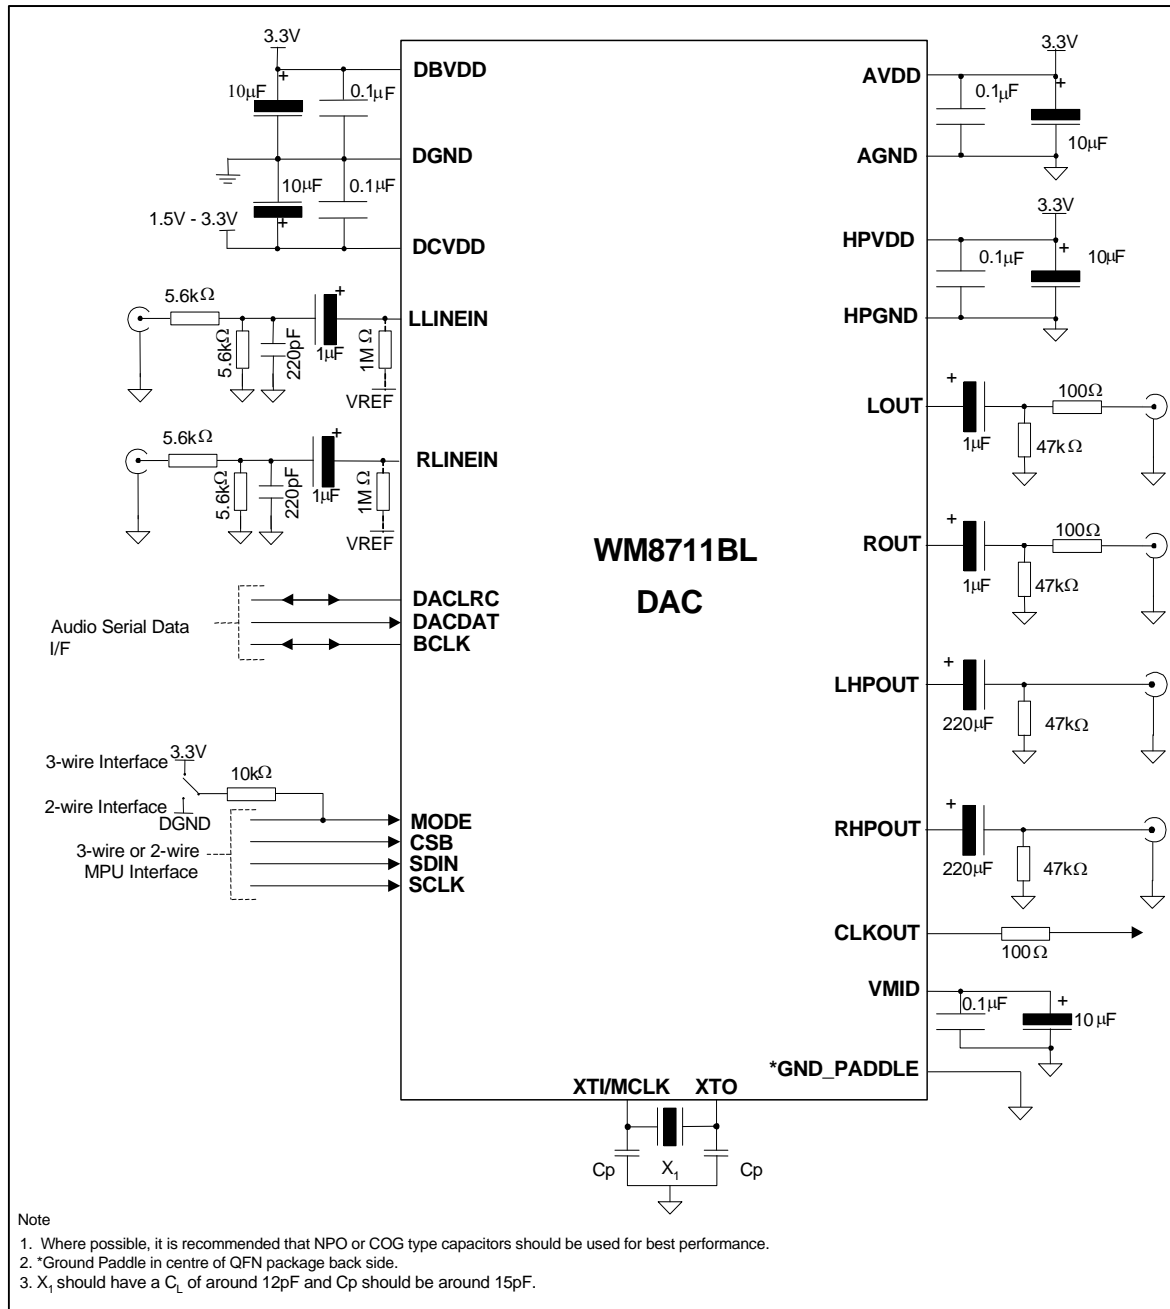 3.3V
DBVDD
+
10µF
0.1µF
DGND
10µF
0.1µF
1.5V - 3.3V
+
DCVDD
5.6kΩ
+
LLINEIN
5.6kΩ
220pF
1µF
1MΩ
VREF
5.6kΩ
+
RLINEIN
5.6kΩ
220pF
1µF
1MΩ
VREF
DACLRC
DACDAT
BCLK
Audio Serial Data
I/F
3.3V
3-wire Interface
10kΩ
2-wire Interface
DGND
MODE
CSB
SDIN
SCLK
3-wire or 2-wire
MPU Interface
WM8711BL
DAC
3.3V
AVDD
0.1µF
+
10µF
AGND
3.3V
HPVDD
0.1µF
+
10µF
HPGND
LOUT
+
1µF
100Ω
47kΩ
ROUT
+
1µF
100Ω
47kΩ
LHPOUT
+
220µF
47kΩ
RHPOUT
+
220µF
47kΩ
CLKOUT
100Ω
VMID
0.1µF
+
10µF
*GND_PADDLE
XTI/MCLK
XTO
Cp
X1
Cp
Note
1. Where possible, it is recommended that NPO or COG type capacitors should be used for best performance.
2. *Ground Paddle in centre of QFN package back side.
3. X1 should have a CL of around 12pF and Cp should be around 15pF.